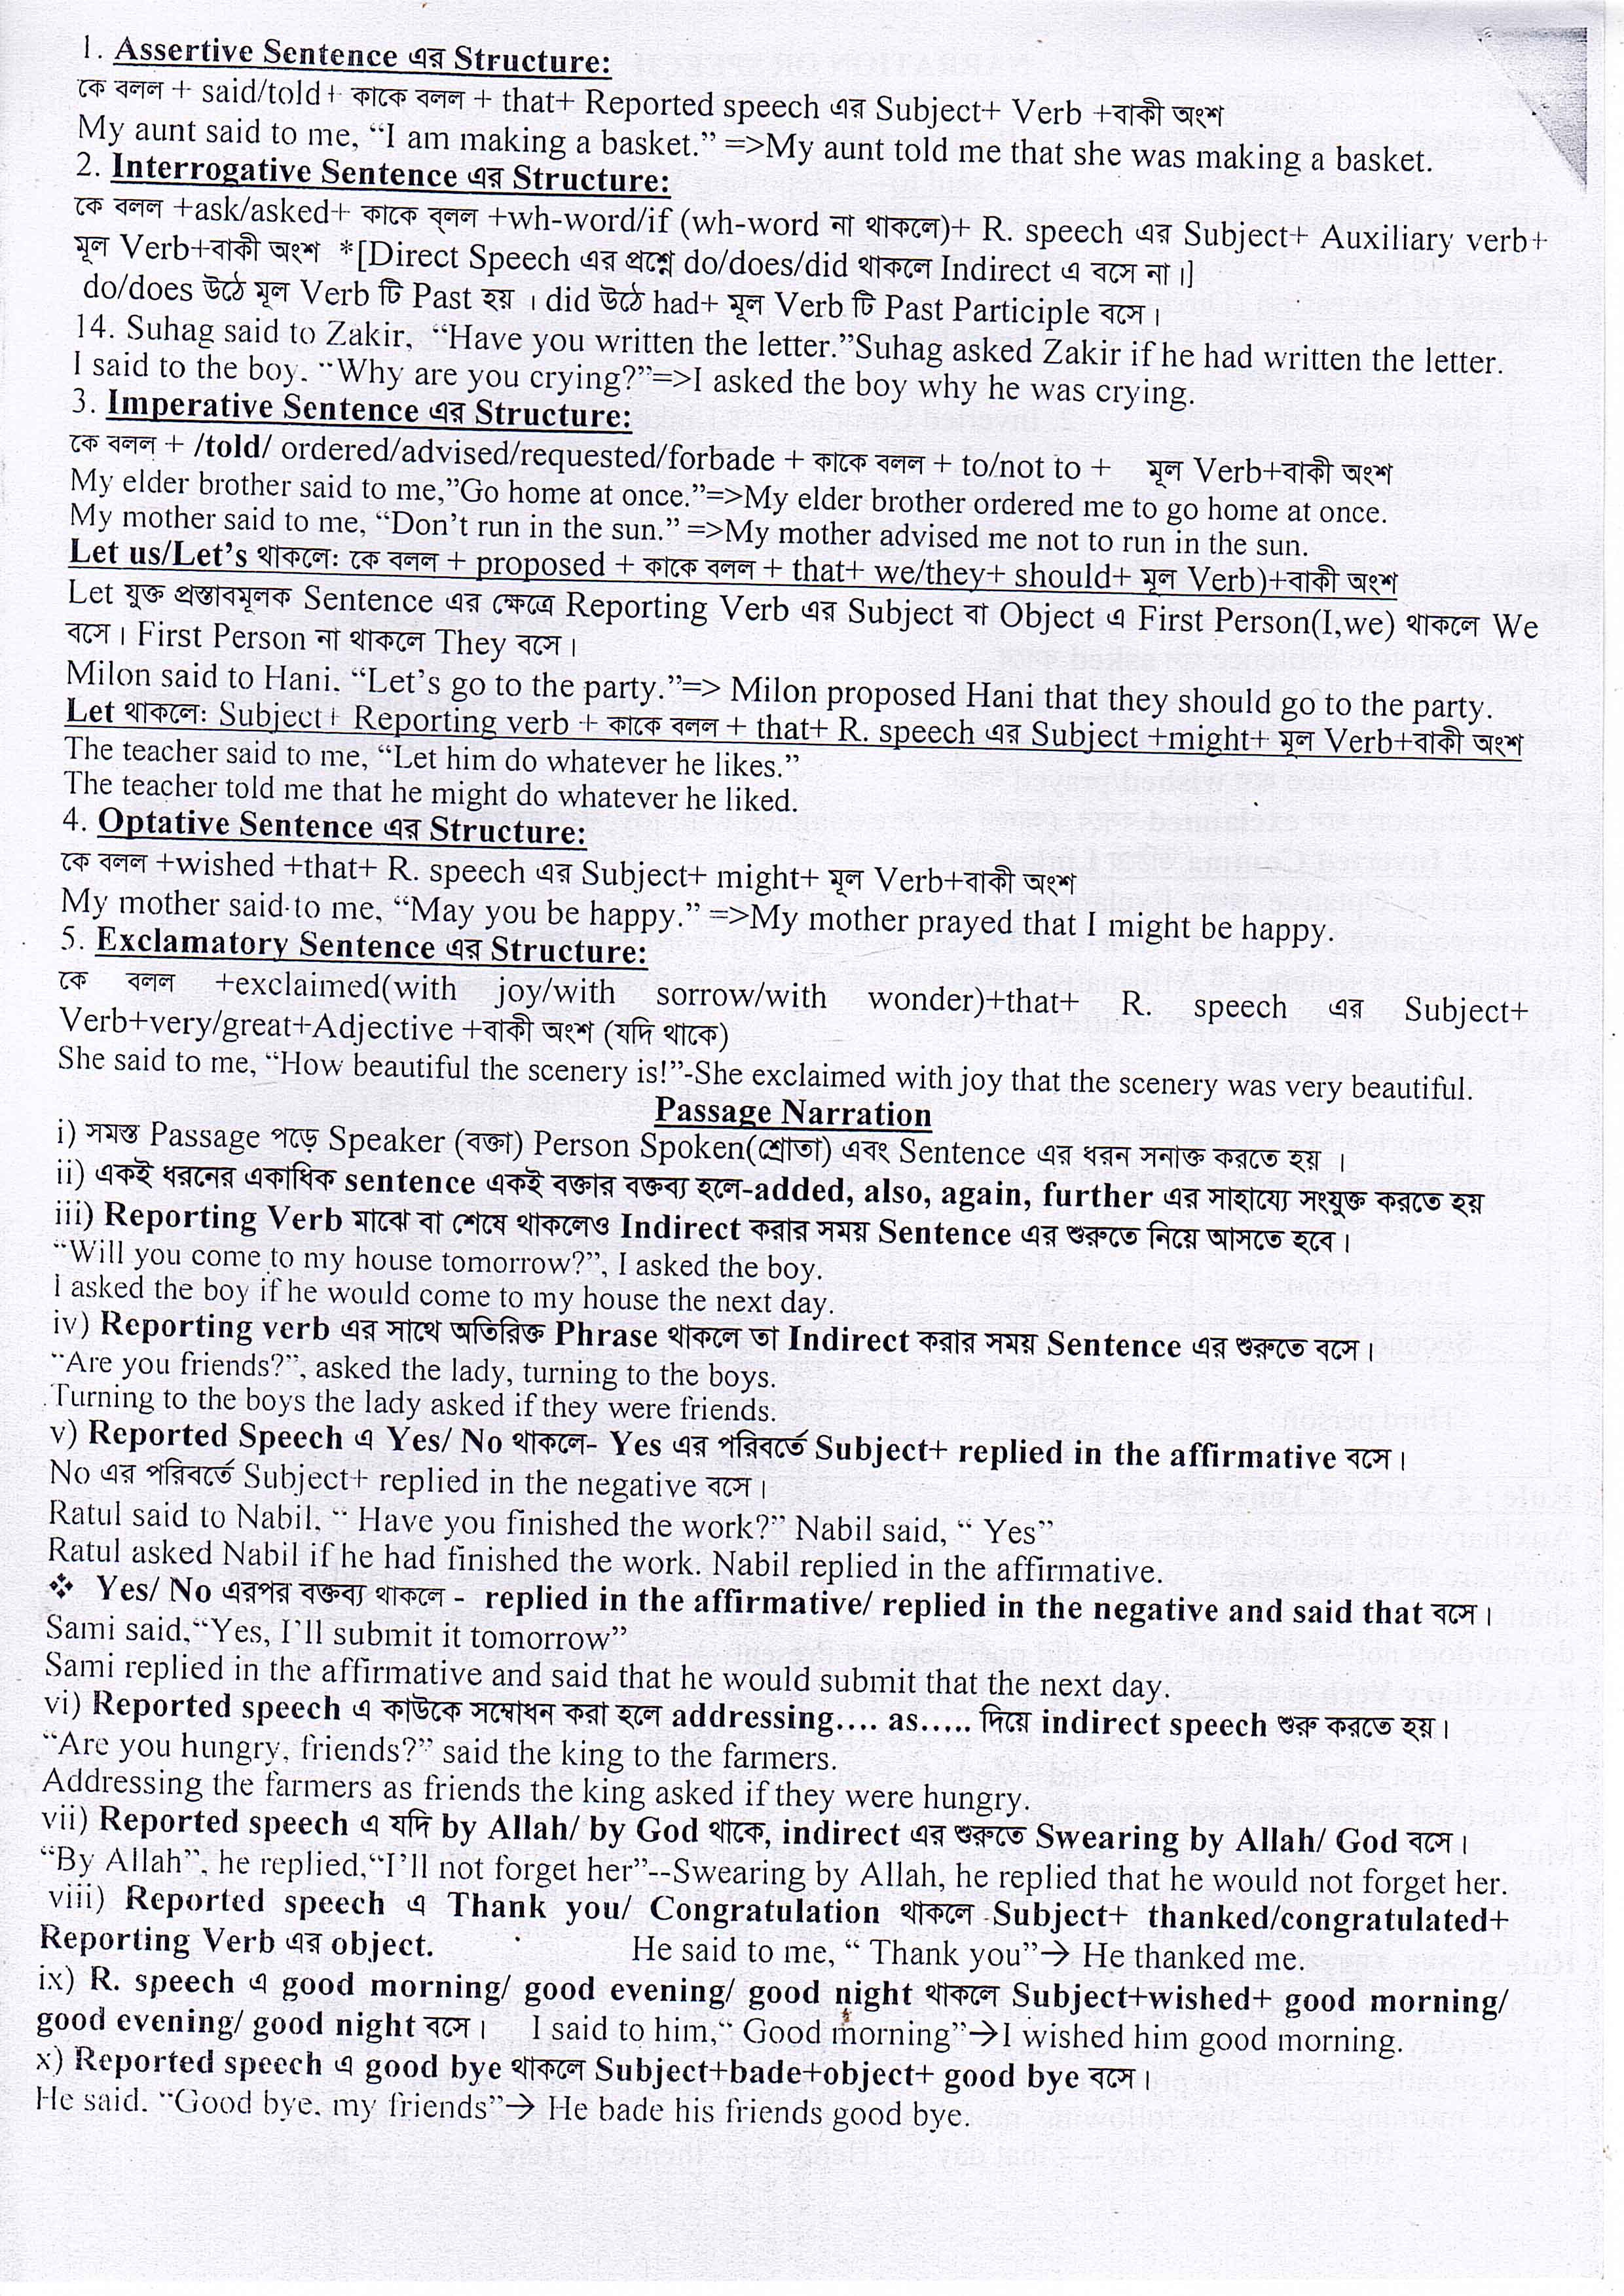 1. Assertive Sentence এর Structure:
কে বলল + said/told+ কাকে বলল + that+ Reported speech এর Subject+ Verb +বাকী অংশ
My aunt said to me, “I am making a basket.” =>My aunt told me that she was making a basket.
2. Interrogative Sentence এর Structure:
কে বলল +ask/asked+ কাকে ব্লল +wh-word/if (wh-word না থাকলে)+ R. speech এর Subject+ Auxiliary verb+
মূল Verb+বাকী অংশ *[Direct Speech এর প্রশ্নে do/does/did থাকলে Indirect এ বসে না।]
do/does উঠে মূল Verb টি Past হয় । did উঠে had+ মূল Verb টি Past Participle বসে।
14. Suhag said to Zakir, “Have you written the letter.”Suhag asked Zakir if he had written the letter.
I said to the boy. “Why are you crying?”=>I asked the boy why he was crying.
3. Imperative Sentence এর Structure:
কে বলল + /told/ ordered/advised/requested/forbade + কাকে বলল + to/not to + মূল Verb+বাকী অংশ
My elder brother said to me,”Go home at once.”=>My elder brother ordered me to go home at once.
My mother said to me, “Don’t run in the sun.” =>My mother advised me not to run in the sun.
Let us/Let’s থাকলেঃ কে বলল + proposed + কাকে বলল + that+ we/they+ should+ মূল Verb)+বাকী অংশ
Let যুক্ত প্রস্তাবমূলক Sentence এর ক্ষেত্রে Reporting Verb এর Subject বা Object এ First Person(I,we) থাকলে We
বসে। First Person না থাকলে They বসে।
Milon said to Hani. “Let’s go to the party.”=> Milon proposed Hani that they should go to the party.
Let থাকলেঃ Subject+ Reporting verb + কাকে বলল + that+ R. speech এর Subject +might+ মূল Verb+বাকী অংশ
The teacher said to me, “Let him do whatever he likes.”
The teacher told me that he might do whatever he liked.
4. Optative Sentence এর Structure:
কে বলল +wished +that+ R. speech এর Subject+ might+ মূল Verb+বাকী অংশ
My mother said to me, “May you be happy.” =>My mother prayed that I might be happy.
5. Exclamatory Sentence এর Structure:
কে বলল +exclaimed(with joy/with sorrow/with wonder)+that+ R. speech এর Subject+
Verb+very/great+Adjective +বাকী অংশ (যদি থাকে)
She said to me, “How beautiful the scenery is!”-She exclaimed with joy that the scenery was very beautiful.
Passage Narration
i) সমস্ত Passage পড়ে Speaker (বক্তা) Person Spoken(শ্রোতা) এবং Sentence এর ধরন সনাক্ত করতে হয় ।
ii) একই ধরনের একাধিক sentence একই বক্তার বক্তব্য হলে-added, also, again, further এর সাহায্যে সংযুক্ত করতে হয়
iii) Reporting Verb মাঝে বা শেষে থাকলেও Indirect করার সময় Sentence এর শুরুতে নিয়ে আসতে হবে।
“Will you come to my house tomorrow?”, I asked the boy.
I asked the boy if he would come to my house the next day.
iv) Reporting verb এর সাথে অতিরিক্ত Phrase থাকলে তা Indirect করার সময় Sentence এর শুরুতে বসে।
“Are you friends?”, asked the lady, turning to the boys.
Turning to the boys the lady asked if they were friends.
v) Reported Speech এ Yes/ No থাকলে- Yes এর পরিবর্তে Subject+ replied in the affirmative বসে।
No এর পরিবর্তে Subject+ replied in the negative বসে।
Ratul said to Nabil. “ Have you finished the work?” Nabil said, “ Yes”
Ratul asked Nabil if he had finished the work. Nabil replied in the affirmative.
❖ Yes/ No এরপর বক্তব্য থাকলে - replied in the affirmative/ replied in the negative and said that বসে।
Sami said,“Yes, I’ll submit it tomorrow”
Sami replied in the affirmative and said that he would submit that the next day.
vi) Reported speech এ কাউকে সম্বোধন করা হলে addressing…. as….. দিয়ে indirect speech শুরু করতে হয়।
“Are you hungry, friends?” said the king to the farmers.
Addressing the farmers as friends the king asked if they were hungry.
vii) Reported speech এ যদি by Allah/ by God থাকে, indirect এর শুরুতে Swearing by Allah/ God বসে।
“By Allah”, he replied,“I’ll not forget her”--Swearing by Allah, he replied that he would not forget her.
viii) Reported speech এ Thank you/ Congratulation থাকলে -Subject+ thanked/congratulated+
Reporting Verb এর object. He said to me, “ Thank you”→ He thanked me.
ix) R. speech এ good morning/ good evening/ good night থাকলে Subject+wished+ good morning/
good evening/ good night বসে। I said to him,“ Good morning”→I wished him good morning.
x) Reported speech এ good bye থাকলে Subject+bade+object+ good bye বসে।
He said. “Good bye, my friends”→ He bade his friends good bye.